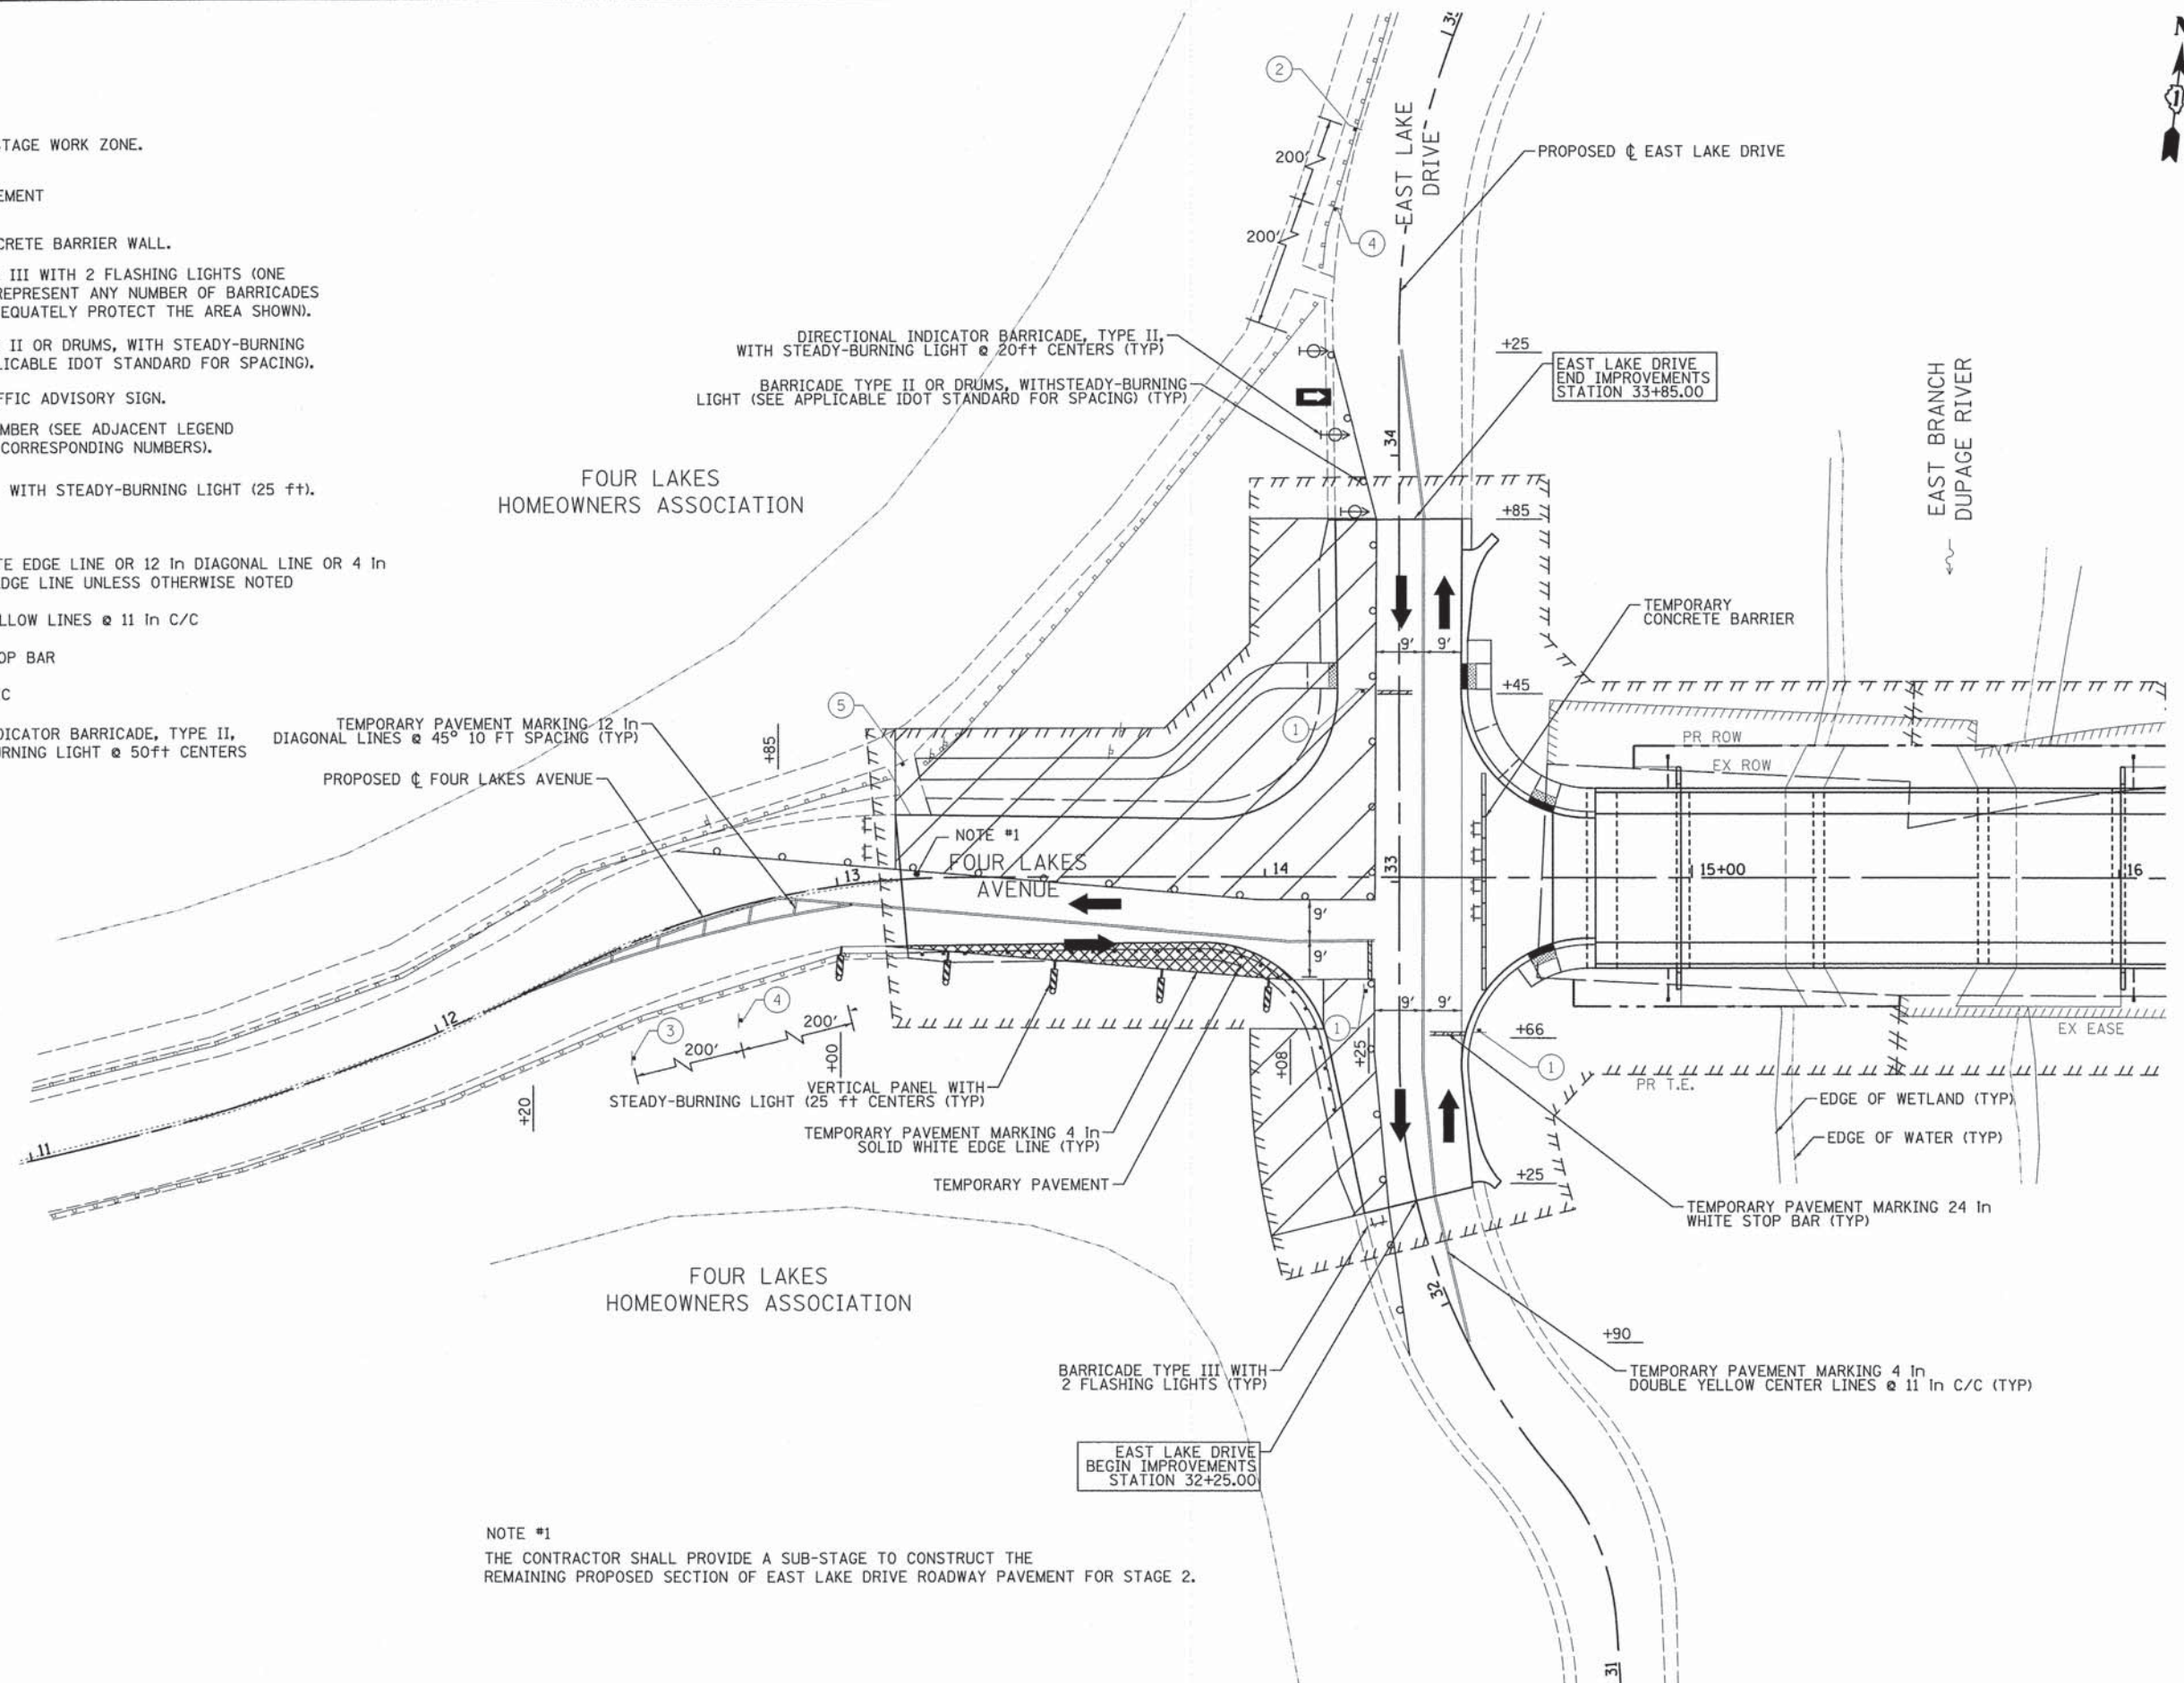 N
1
STAGE WORK ZONE.
CRETE BARRIER WALL.
III WITH 2 FLASHING LIGHTS (ONE
REPRESENT ANY NUMBER OF BARRICADES
EQUATELY PROTECT THE AREA SHOWN).
II OR DRUMS, WITH STEADY-BURNING
LICABLE IDOT STANDARD FOR SPACING).
FFIC ADVISORY SIGN.
MBER (SEE ADJACENT LEGEND
CORRESPONDING NUMBERS).
WITH STEADY-BURNING LIGHT (25 ft).
TE EDGE LINE OR 12 In DIAGONAL LINE OR 4 In
EDGE LINE UNLESS OTHERWISE NOTED
LLOW LINES @ 11 In C/C
OP BAR
C
DICATOR BARRICADE, TYPE II,
RNING LIGHT @ 50ft CENTERS
EMENT
2
200'
200'
4
EAST LAKE
DRIVE
PROPOSED ℄ EAST LAKE DRIVE
DIRECTIONAL INDICATOR BARRICADE, TYPE II,
WITH STEADY-BURNING LIGHT @ 20ft CENTERS (TYP)
BARRICADE TYPE II OR DRUMS, WITHSTEADY-BURNING
LIGHT (SEE APPLICABLE IDOT STANDARD FOR SPACING) (TYP)
+25
EAST LAKE DRIVE
END IMPROVEMENTS
STATION 33+85.00
EAST BRANCH
DUPAGE RIVER
34
FOUR LAKES
HOMEOWNERS ASSOCIATION
+85
TEMPORARY
CONCRETE BARRIER
9'
9'
+45
5
1
TEMPORARY PAVEMENT MARKING 12 In
DIAGONAL LINES @ 45° 10 FT SPACING (TYP)
+85
PR ROW
EX ROW
PROPOSED ℄ FOUR LAKES AVENUE
NOTE #1
FOUR LAKES
AVENUE
13
14
33
15+00
16
9'
9'
9'
9'
12
11
3
4
200'
200'
+00
+20
+08
+25
1
+66
1
EX EASE
PR T.E.
VERTICAL PANEL WITH
STEADY-BURNING LIGHT (25 ft CENTERS (TYP)
TEMPORARY PAVEMENT MARKING 4 In
SOLID WHITE EDGE LINE (TYP)
TEMPORARY PAVEMENT
EDGE OF WETLAND (TYP)
EDGE OF WATER (TYP)
+25
TEMPORARY PAVEMENT MARKING 24 In
WHITE STOP BAR (TYP)
FOUR LAKES
HOMEOWNERS ASSOCIATION
32
+90
BARRICADE TYPE III WITH
2 FLASHING LIGHTS (TYP)
TEMPORARY PAVEMENT MARKING 4 In
DOUBLE YELLOW CENTER LINES @ 11 In C/C (TYP)
EAST LAKE DRIVE
BEGIN IMPROVEMENTS
STATION 32+25.00
NOTE #1
THE CONTRACTOR SHALL PROVIDE A SUB-STAGE TO CONSTRUCT THE
REMAINING PROPOSED SECTION OF EAST LAKE DRIVE ROADWAY PAVEMENT FOR STAGE 2.
31